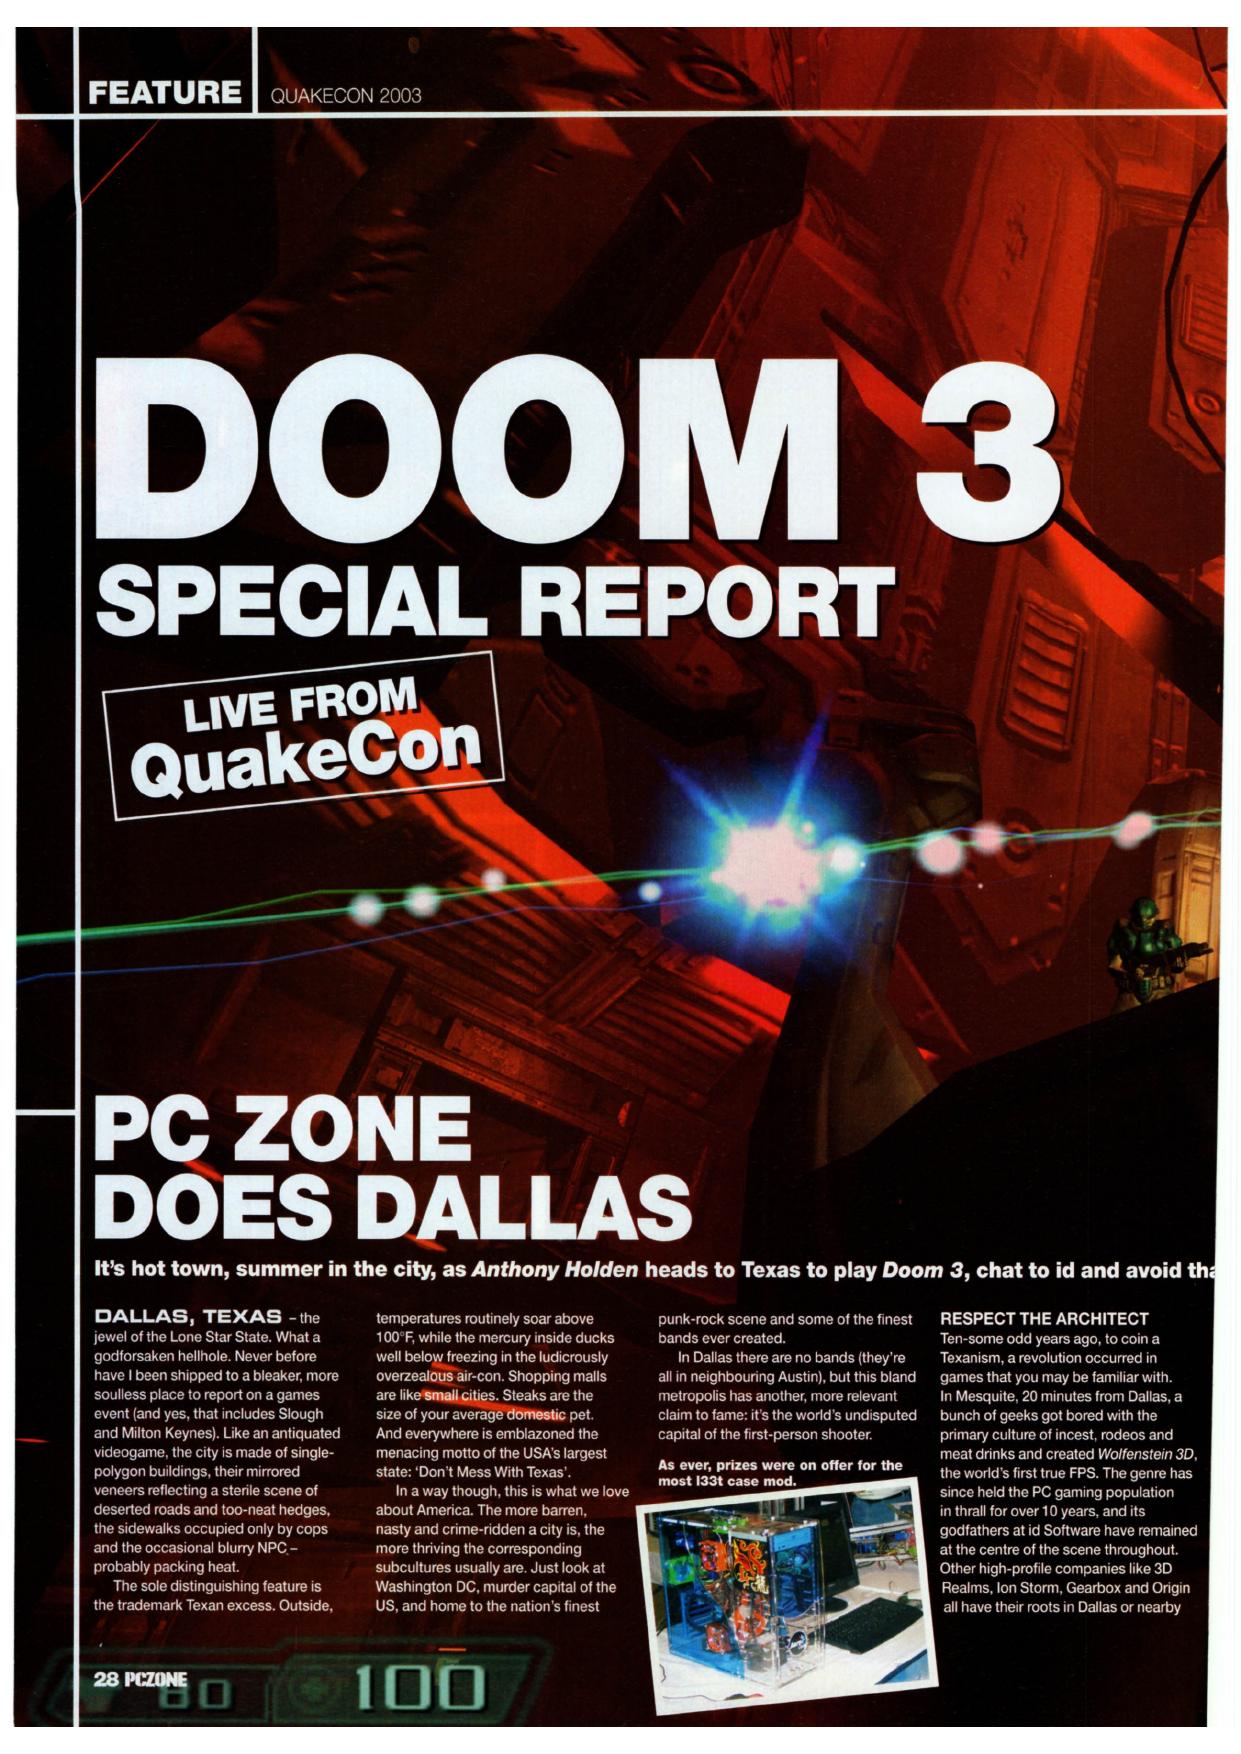 FEATURE
QUAKECON 2003
DOOM 3
SPECIAL REPORT
LIVE FROM
QuakeCon
PC ZONE
DOES DALLAS
It's hot town, summer in the city, as Anthony Holden heads to Texas to play Doom 3, chat to id and avoid
DALLAS, TEXAS – the
jewel of the Lone Star State. What a
godforsaken hellhole. Never before
have I been shipped to a bleaker, more
soulless place to report on a games
event (and yes, that includes Slough
and Milton Keynes). Like an antiquated
videogame, the city is made of single-
polygon buildings, their mirrored
veneers reflecting a sterile scene of
deserted roads and too-neat hedges,
the sidewalks occupied only by cops
and the occasional blurry NPC –
probably packing heat.
The sole distinguishing feature is
the trademark Texan excess. Outside,
temperatures routinely soar above
100°F, while the mercury inside ducks
well below freezing in the ludicrously
overzealous air-con. Shopping malls
are like small cities. Steaks are the
size of your average domestic pet.
And everywhere is emblazoned the
menacing motto of the USA's largest
state: 'Don't Mess With Texas'.
In a way though, this is what we love
about America. The more barren,
nasty and crime-ridden a city is, the
more thriving the corresponding
subcultures usually are. Just look at
Washington DC, murder capital of the
US, and home to the nation's finest
punk-rock scene and some of the finest
bands ever created.
In Dallas there are no bands (they're
all in neighbouring Austin), but this bland
metropolis has another, more relevant
claim to fame: it's the world's undisputed
capital of the first-person shooter.
As ever, prizes were on offer for the
most l33t case mod.
RESPECT THE ARCHITECT
Ten-some odd years ago, to coin a
Texanism, a revolution occurred in
games that you may be familiar with.
In Mesquite, 20 minutes from Dallas, a
bunch of geeks got bored with the
primary culture of incest, rodeos and
meat drinks and created Wolfenstein 3D,
the world's first true FPS. The genre has
since held the PC gaming population
in thrall for over 10 years, and its
godfathers at id Software have remained
at the centre of the scene throughout.
Other high-profile companies like 3D
Realms, Ion Storm, Gearbox and Origin
all have their roots in Dallas or nearby
28 PCZONE
80
100